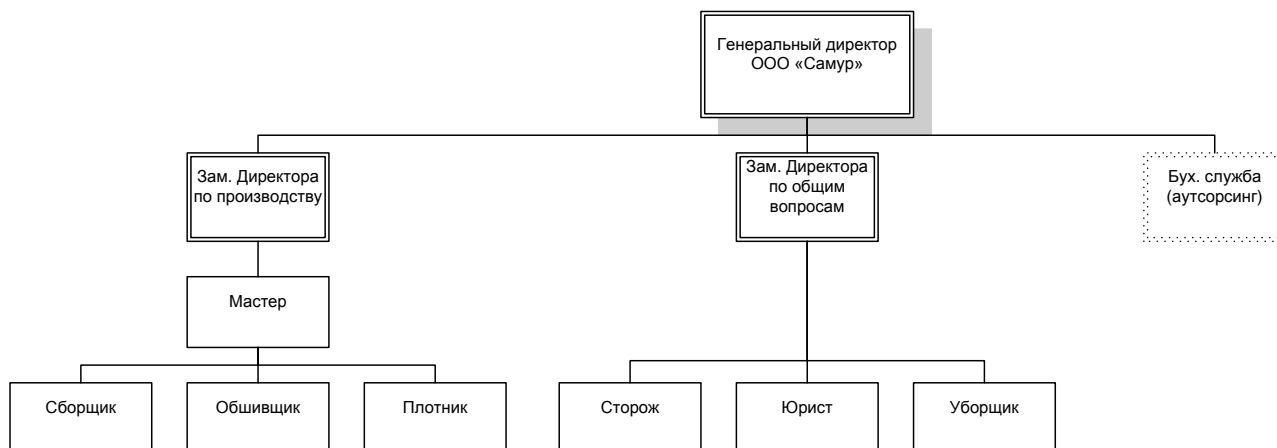 Генеральный директор
ООО «Самур»
Зам. Директора
по производству
Зам. Директора
по общим
вопросам
Бух. служба
(аутсорсинг)
Мастер
Сборщик
Обшивщик
Плотник
Сторож
Юрист
Уборщик